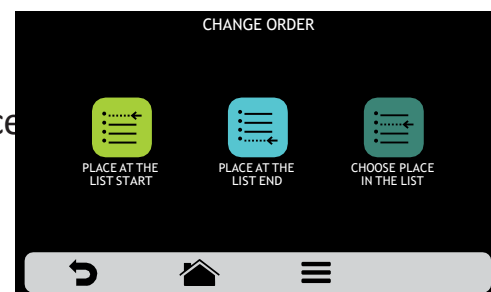 CHANGE ORDER
PLACE AT THE
LIST START
PLACE AT THE
LIST END
CHOOSE PLACE
IN THE LIST